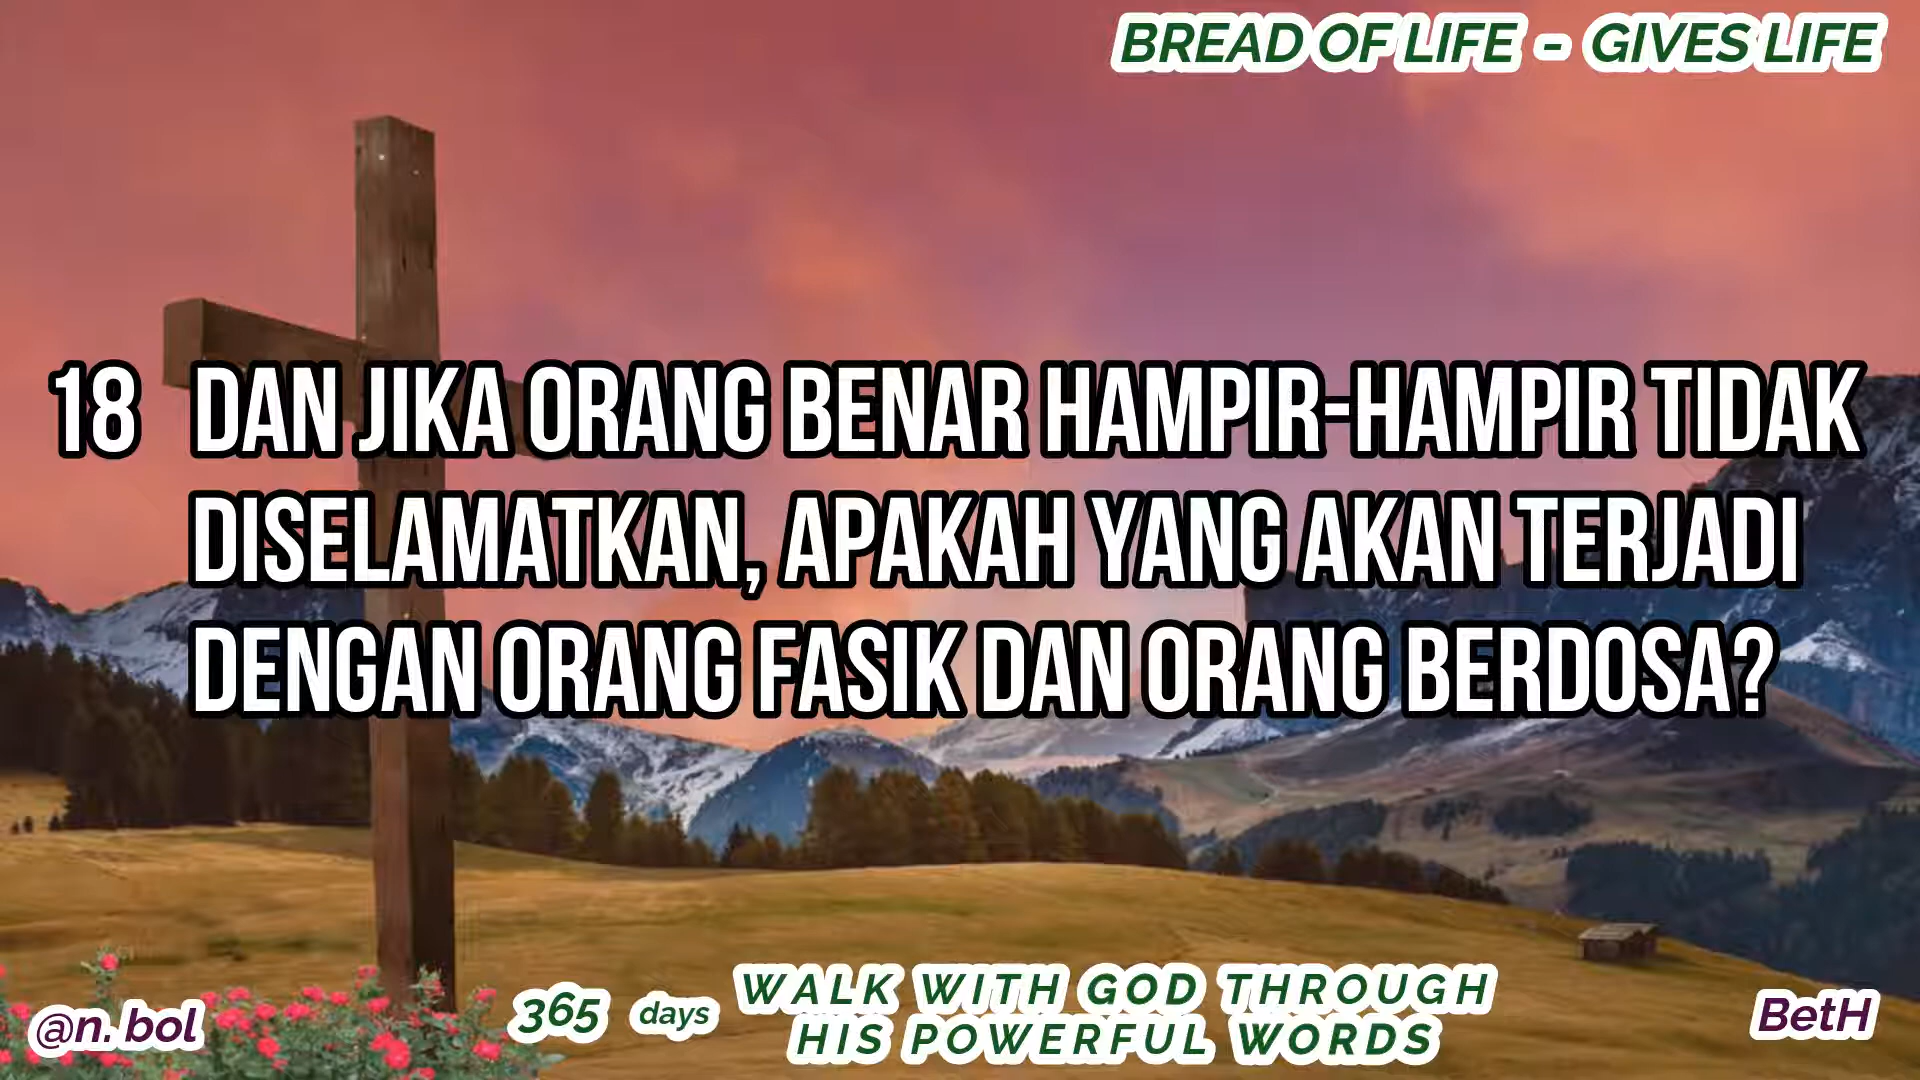 BREAD OF LIFE - GIVES LIFE
18 DAN JIKA ORANG BENAR HAMPIR-HAMPIR TIDAK
DISELAMATKAN, APAKAH YANG AKAN TERJADI
DENGAN ORANG FASIK DAN ORANG BERDOSA?
@n. bol
365 days
WALK WITH GOD THROUGH
HIS POWERFUL WORDS
BetH